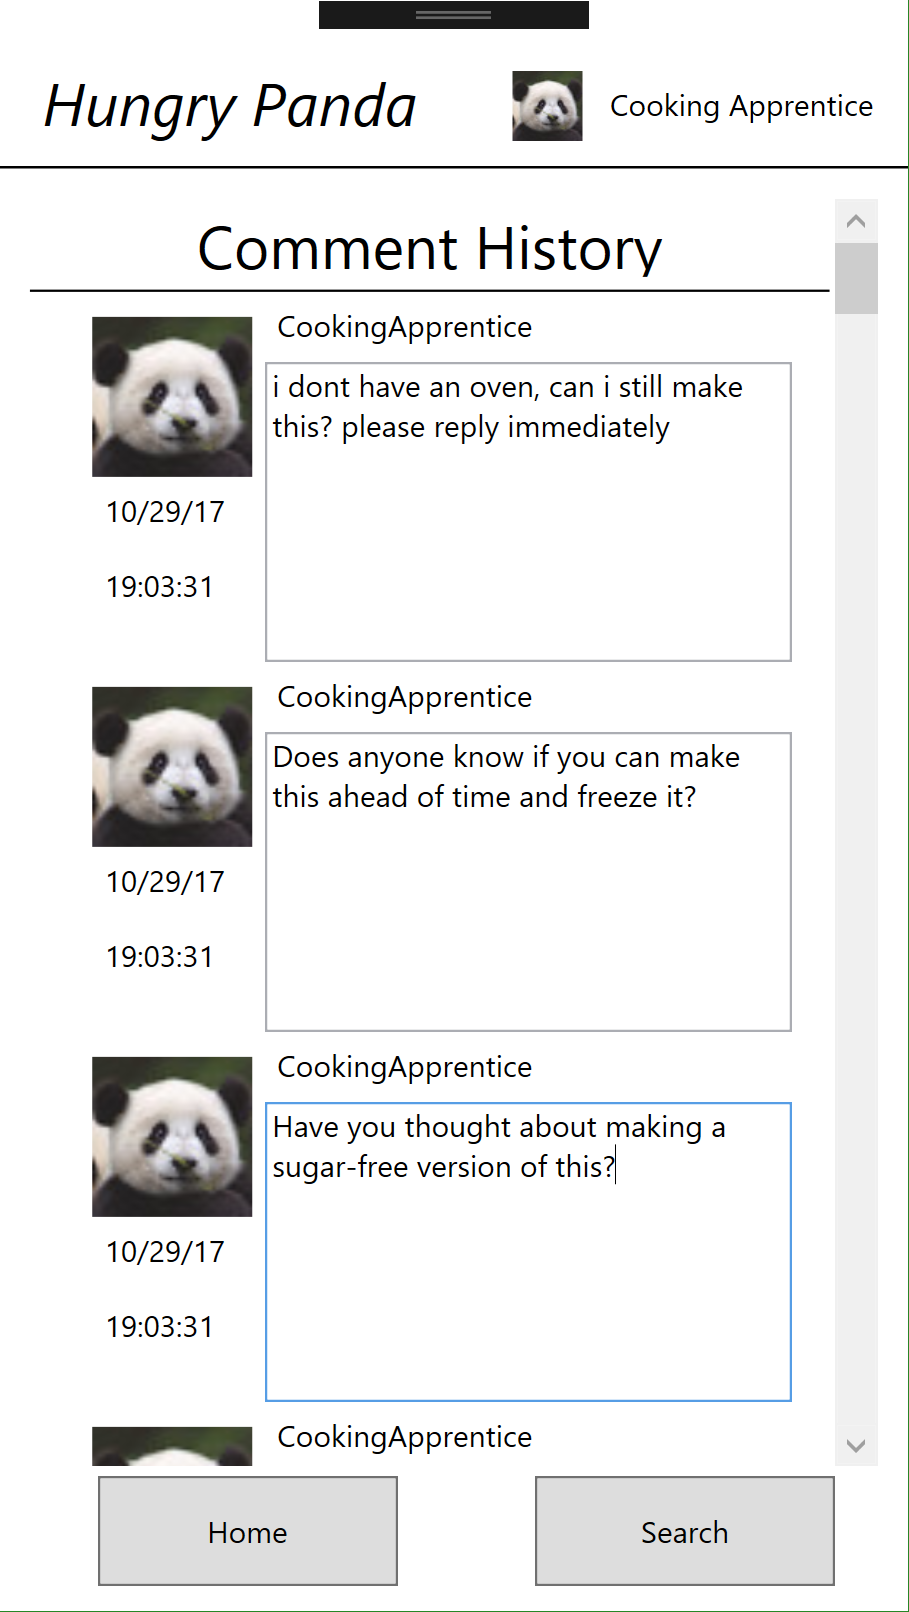 Hungry Panda
Cooking Apprentice
Comment History
CookingApprentice
i dont have an oven, can i still make
this? please reply immediately
10/29/17
19:03:31
CookingApprentice
Does anyone know if you can make
this ahead of time and freeze it?
10/29/17
19:03:31
CookingApprentice
Have you thought about making a
sugar-free version of this?
10/29/17
19:03:31
CookingApprentice
Home
Search